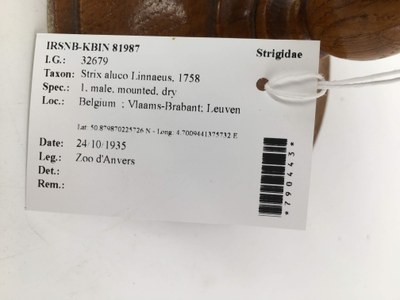 IRSNB-KBIN 81987
Strigidae
I.G.: 32679
Taxon: Strix aluco Linnaeus, 1758
Spec.: 1, male, mounted, dry
Loc.: Belgium ; Vlaams-Brabant; Leuven
Lat: 50.879870225726 N - Long: 4.7009441375732 E
Date: 24/10/1935
Leg.: Zoo d'Anvers
Det.:
Rem.:
*790443*